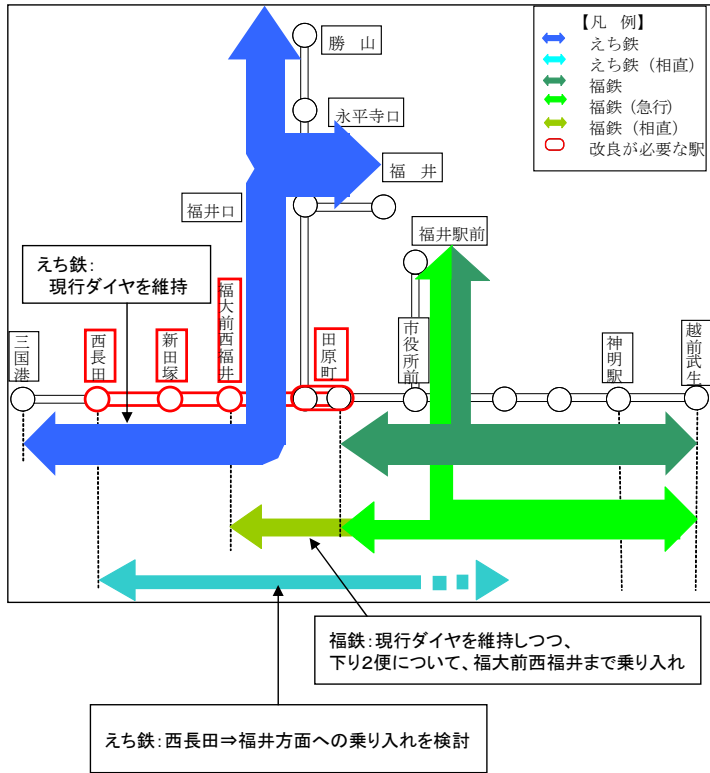 【凡 例】
えち鉄
えち鉄（相直）
福鉄
福鉄（急行）
福鉄（相直）
改良が必要な駅
勝 山
永平寺口
福 井
福井口
福井駅前
えち鉄：
現行ダイヤを維持
三国港
西長田
新田塚
福大前西福井
田原町
市役所前
神明駅
越前武生
福鉄：現行ダイヤを維持しつつ、
下り２便について、福大前西福井まで乗り入れ
えち鉄：西長田⇒福井方面への乗り入れを検討